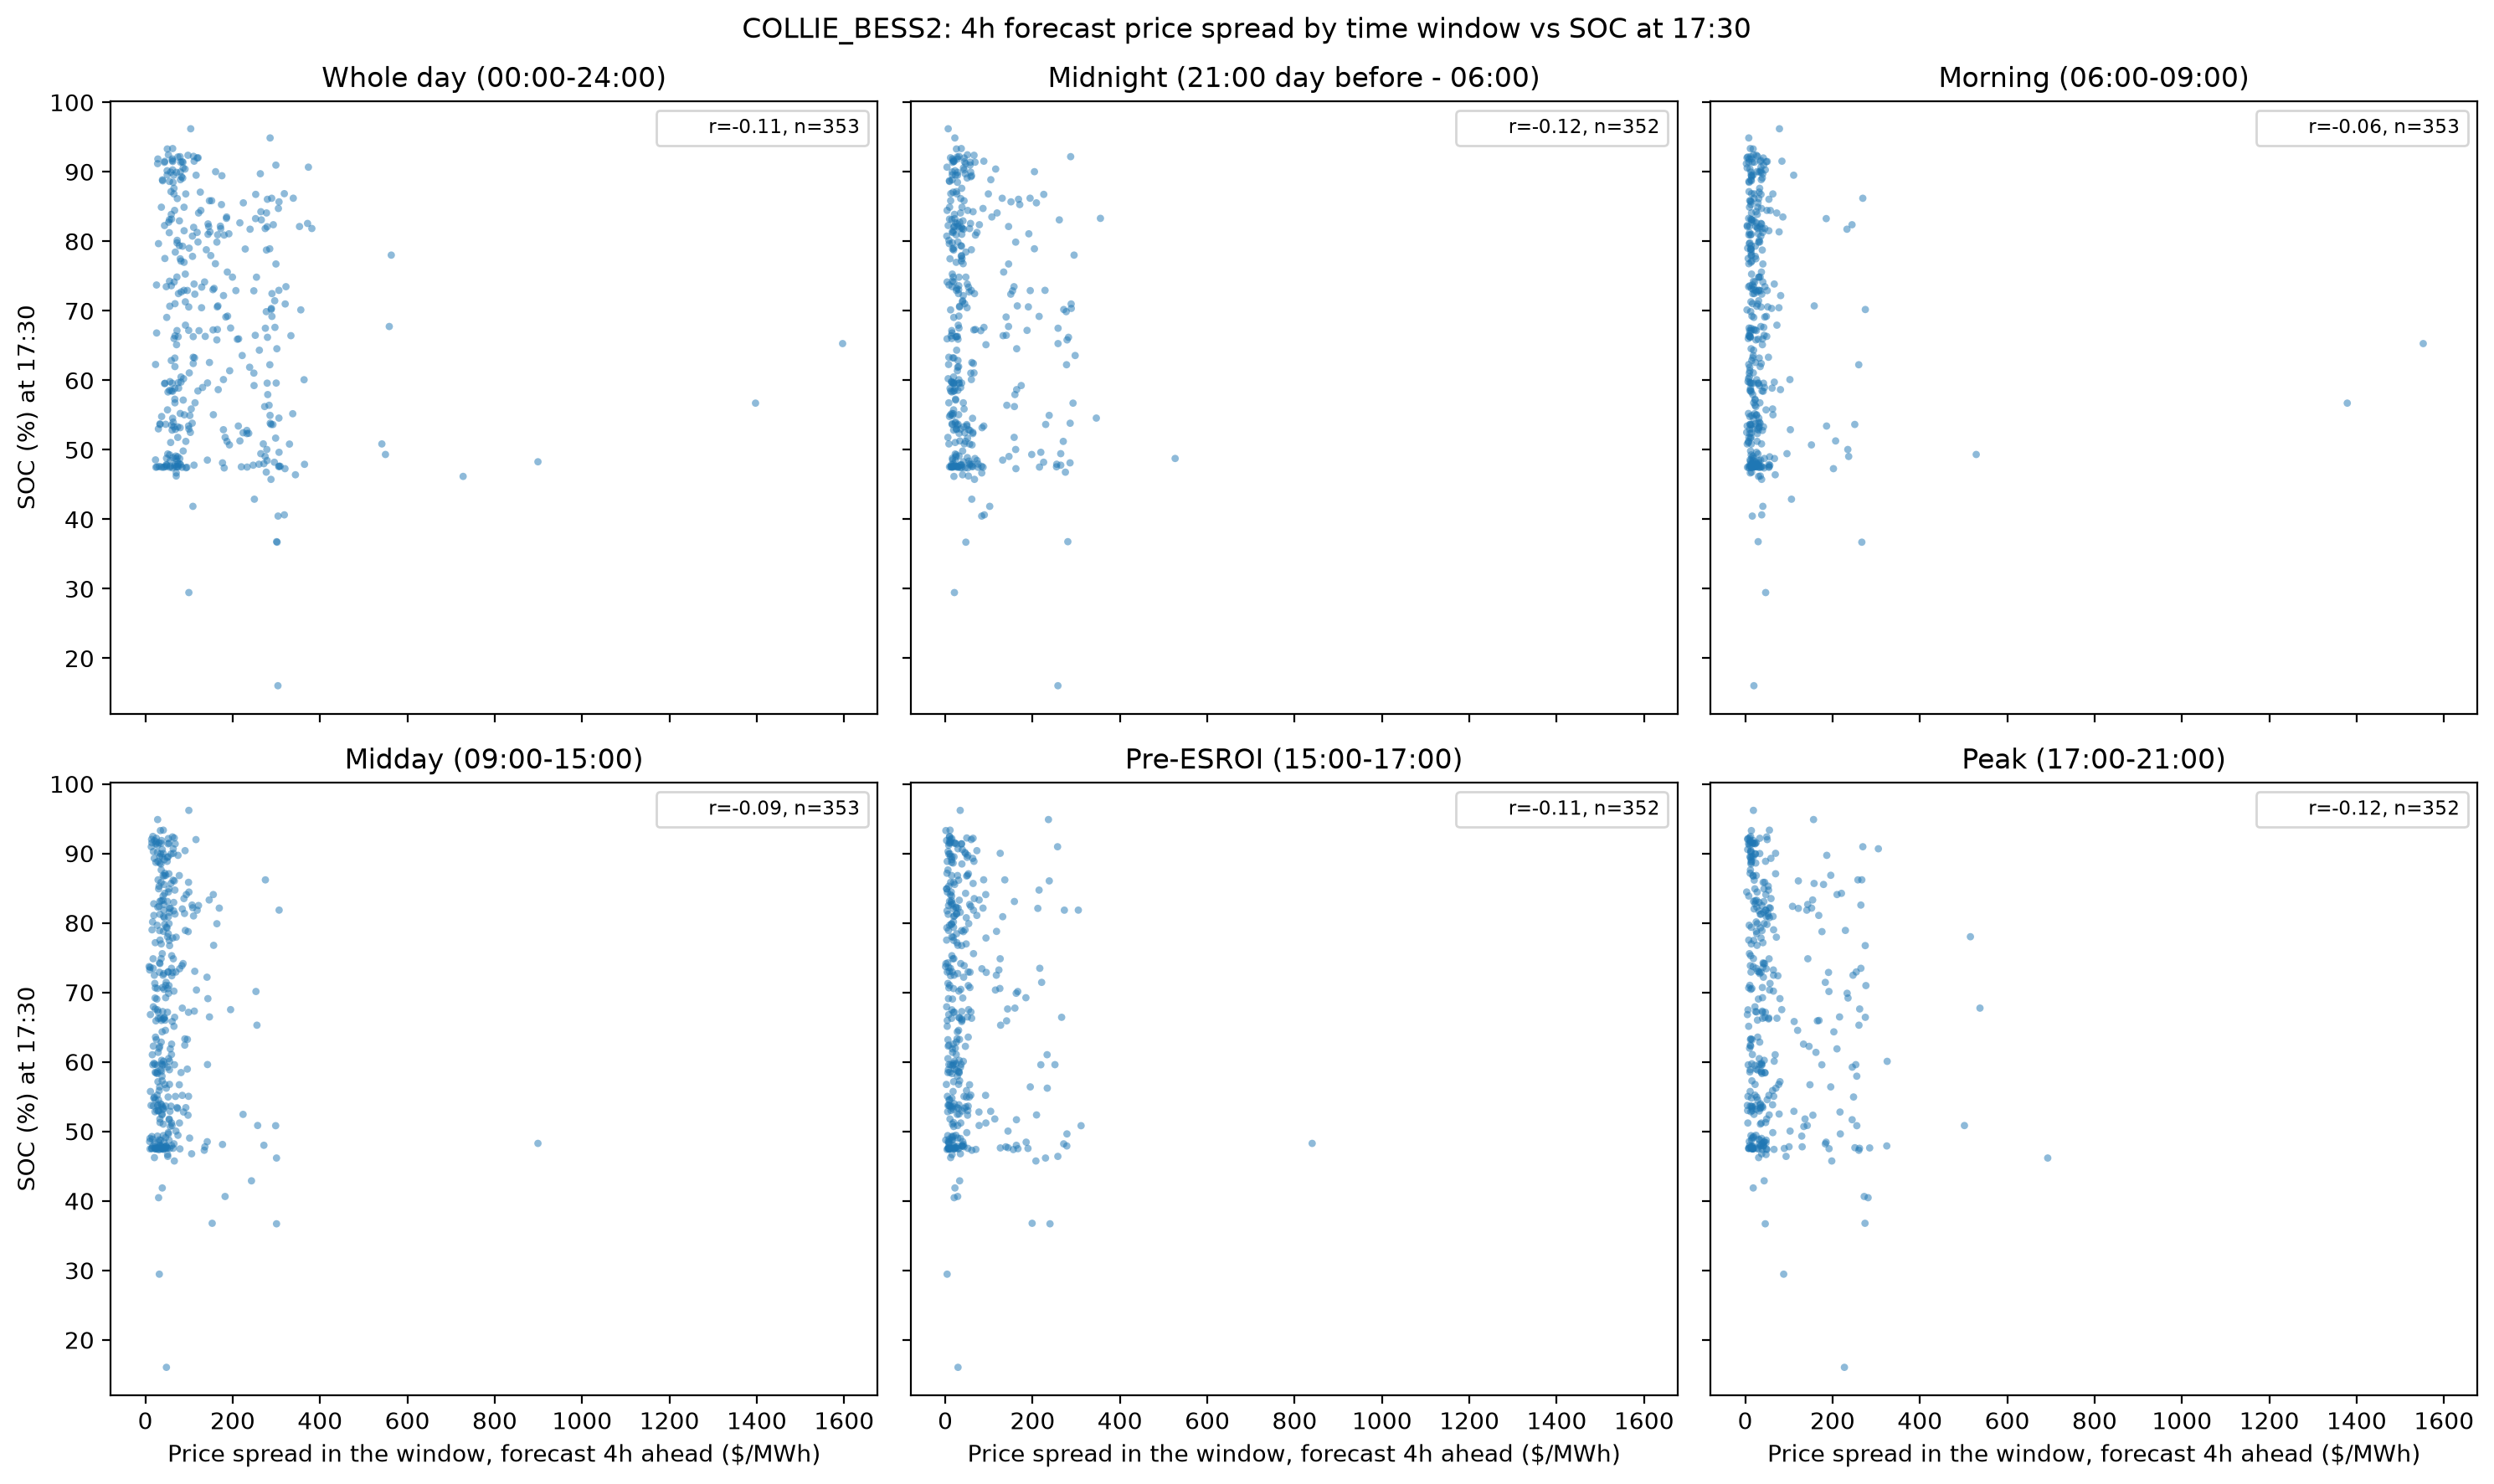 COLLIE_BESS2: 4h forecast price spread by time window vs SOC at 17:30
Whole day (00:00-24:00)
r=-0.11, n=353
100
90
80
70
60
50
40
30
20
SOC (%) at 17:30
Midnight (21:00 day before - 06:00)
r=-0.12, n=352
Morning (06:00-09:00)
r=-0.06, n=353
Midday (09:00-15:00)
r=-0.09, n=353
100
90
80
70
60
50
40
30
20
SOC (%) at 17:30
0 200 400 600 800 1000 1200 1400 1600
Price spread in the window, forecast 4h ahead ($/MWh)
Pre-ESROI (15:00-17:00)
r=-0.11, n=352
0 200 400 600 800 1000 1200 1400 1600
Price spread in the window, forecast 4h ahead ($/MWh)
Peak (17:00-21:00)
r=-0.12, n=352
0 200 400 600 800 1000 1200 1400 1600
Price spread in the window, forecast 4h ahead ($/MWh)